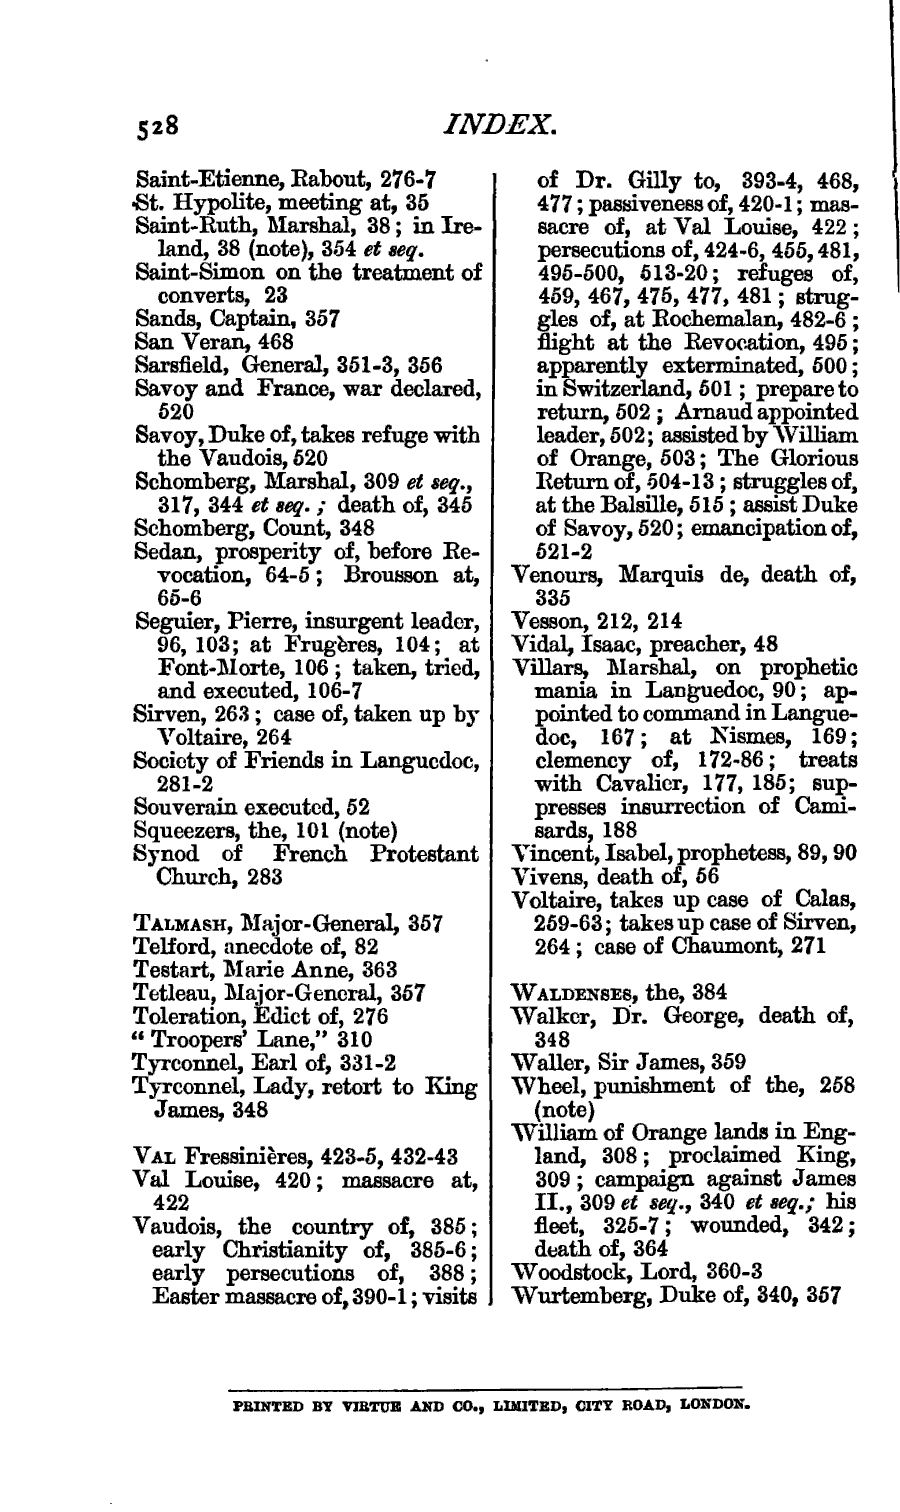 528 INDEX.
Saint-Etienne, Rabout, 276-7
St. Hypolite, meeting at, 35
Saint-Ruth, Marshal, 38; in Ire-
land, 38 (note), 354 et seq.
Saint-Simon on the treatment of
converts, 23
Sands, Captain, 357
San Veran, 468
Sarsfield, General, 351-3, 356
Savoy and France, war declared,
520
Savoy, Duke of, takes refuge with
the Vaudois, 520
Schomberg, Marshal, 309 et seq.,
317, 344 et seq.; death of, 345
Schomberg, Count, 348
Sedan, prosperity of, before Re-
vocation, 64-5; Brousson at,
65-6
Seguier, Pierre, insurgent leader,
96, 103; at Frugères, 104; at
Font-Morte, 106; taken, tried,
and executed, 106-7
Sirven, 263; case of, taken up by
Voltaire, 264
Society of Friends in Languedoc,
281-2
Souverain executed, 52
Squeezers, the, 101 (note)
Synod of French Protestant
Church, 283
TALMASH, Major-General, 357
Telford, anecdote of, 82
Testart, Marie Anne, 363
Tetleau, Major-General, 357
Toleration, Edict of, 276
“Troopers’ Lane,” 310
Tyrconnel, Earl of, 331-2
Tyrconnel, Lady, retort to King
James, 348
VAL Fressinières, 423-5, 432-43
Val Louise, 420; massacre at,
422
Vaudois, the country of, 385;
early Christianity of, 385-6;
early persecutions of, 388;
Easter massacre of, 390-1; visits
of Dr. Gilly to, 393-4, 468,
477; passiveness of, 420-1; mas-
sacre of, at Val Louise, 422;
persecutions of, 424-6, 455, 481,
495-500, 513-20; refuges of,
459, 467, 475, 477, 481; strug-
gles of, at Rochemalan, 482-6;
flight at the Revocation, 495;
apparently exterminated, 500;
in Switzerland, 501; prepare to
return, 502; Arnaud appointed
leader, 502; assisted by William
of Orange, 503; The Glorious
Return of, 504-13; struggles of,
at the Balsille, 515; assist Duke
of Savoy, 520; emancipation of,
521-2
Venours, Marquis de, death of,
335
Vesson, 212, 214
Vidal, Isaac, preacher, 48
Villars, Marshal, on prophetic
mania in Languedoc, 90; ap-
pointed to command in Langue-
doc, 167; at Nismes, 169;
clemency of, 172-86; treats
with Cavalier, 177, 185; sup-
presses insurrection of Cami-
sards, 188
Vincent, Isabel, prophetess, 89, 90
Vivens, death of, 56
Voltaire, takes up case of Calas,
259-63; takes up case of Sirven,
264; case of Chaumont, 271
WALDENSES, the, 384
Walker, Dr. George, death of,
348
Waller, Sir James, 359
Wheel, punishment of the, 258
(note)
William of Orange lands in Eng-
land, 308; proclaimed King,
309; campaign against James
II., 309 et seq., 340 et seq.; his
fleet, 325-7; wounded, 342;
death of, 364
Woodstock, Lord, 360-3
Wurtemberg, Duke of, 340, 357
PRINTED BY VIRTUE AND CO., LIMITED, CITY ROAD, LONDON.